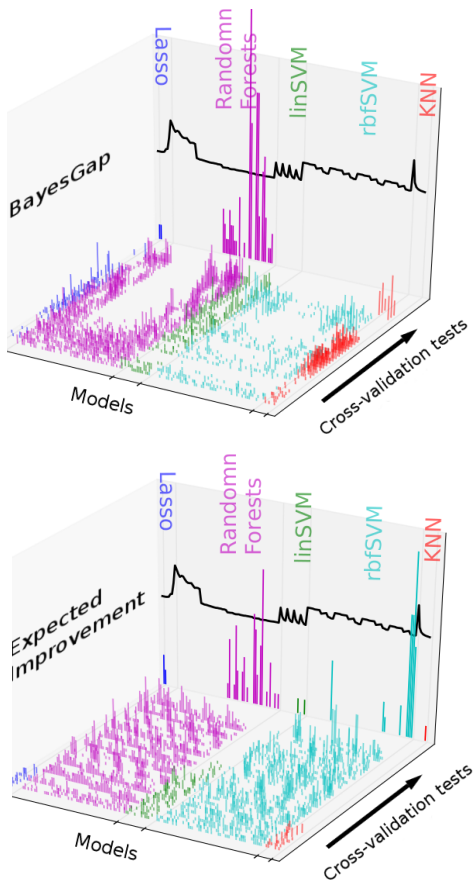 Lasso
Randomn
Forests
linSVM
rbfSVM
KNN
BayesGap
Models
Cross-validation tests
Lasso
Randomn
Forests
linSVM
rbfSVM
KNN
Expected
Improvement
Models
Cross-validation tests